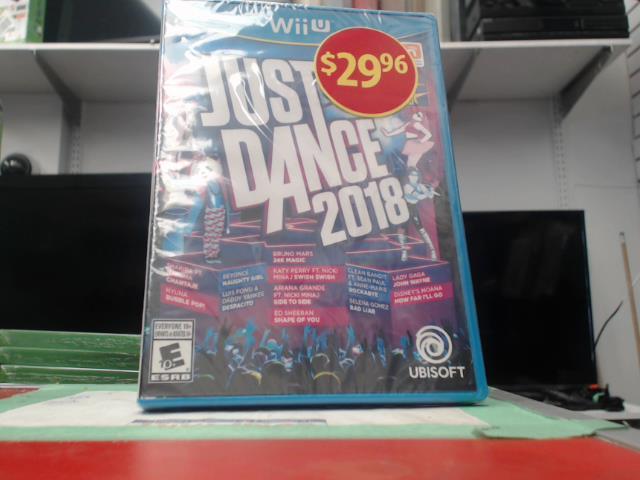 WiiU
$29.96
JUST
DANCE
2018
CHANTAJE
KYUNA
BUBBLE POP!
BEYONCÉ
NAUGHTY GIRL
LUIS FONSI &
DADDY YANKEE
DESPACITO
BRUNO MARS
24K MAGIC
KATY PERRY FT. NICKI
MINAJ SWISH SWISH
ARIANA GRANDE
FT. NICKI MINAJ
SIDE TO SIDE
ED SHEERAN
SHAPE OF YOU
CLEAN BANDIT
FT. SEAN PAUL
& ANNE-MARIE
ROCKABYE
SELENA GOMEZ
BAD LIAR
LADY GAGA
JOHN WAYNE
DISNEY'S MOANA
HOW FAR I'LL GO
EVERYONE 10+
E
10+
ESRB
UBISOFT